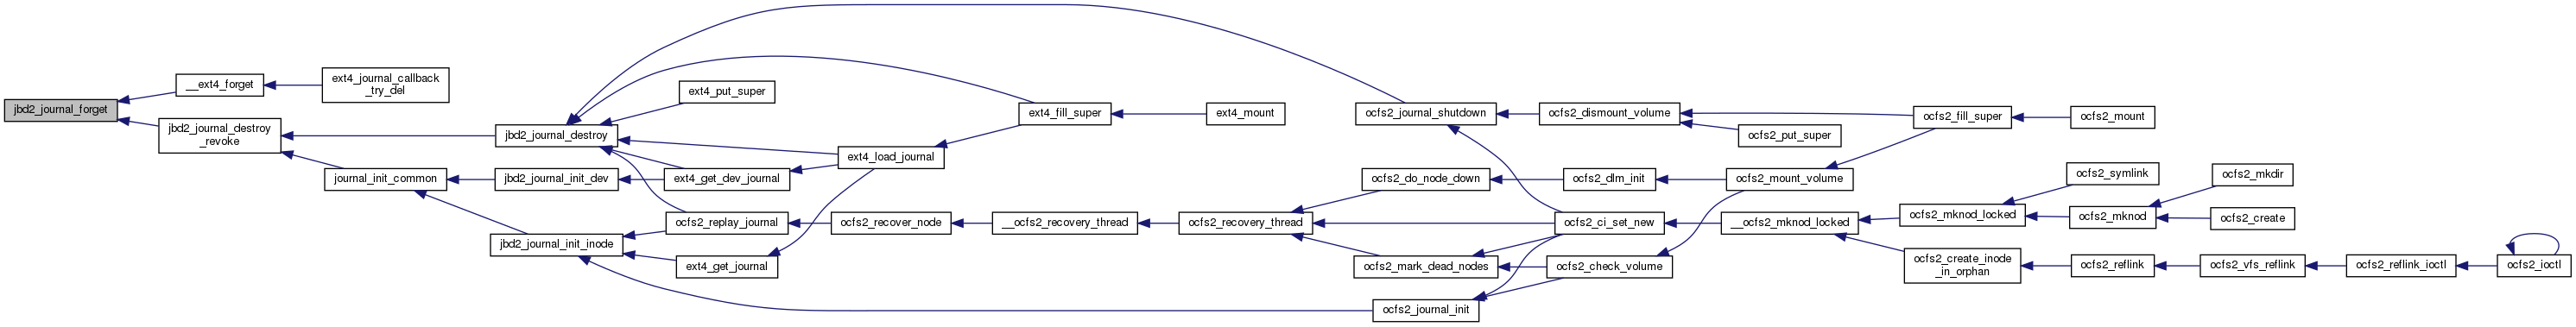 jbd2_journal_forget
__ext4_forget
ext4_journal_callback
_try_del
jbd2_journal_destroy
_revoke
jbd2_journal_destroy
journal_init_common
jbd2_journal_init_dev
jbd2_journal_init_inode
ext4_put_super
ext4_get_dev_journal
ocfs2_replay_journal
ext4_get_journal
ext4_load_journal
ocfs2_recover_node
ext4_fill_super
__ocfs2_recovery_thread
ext4_mount
ocfs2_recovery_thread
ocfs2_journal_shutdown
ocfs2_do_node_down
ocfs2_mark_dead_nodes
ocfs2_journal_init
ocfs2_dismount_volume
ocfs2_dlm_init
ocfs2_ci_set_new
ocfs2_check_volume
ocfs2_put_super
ocfs2_mount_volume
__ocfs2_mknod_locked
ocfs2_fill_super
ocfs2_mknod_locked
ocfs2_create_inode
_in_orphan
ocfs2_mount
ocfs2_symlink
ocfs2_mknod
ocfs2_reflink
ocfs2_mkdir
ocfs2_create
ocfs2_vfs_reflink
ocfs2_reflink_ioctl
ocfs2_ioctl